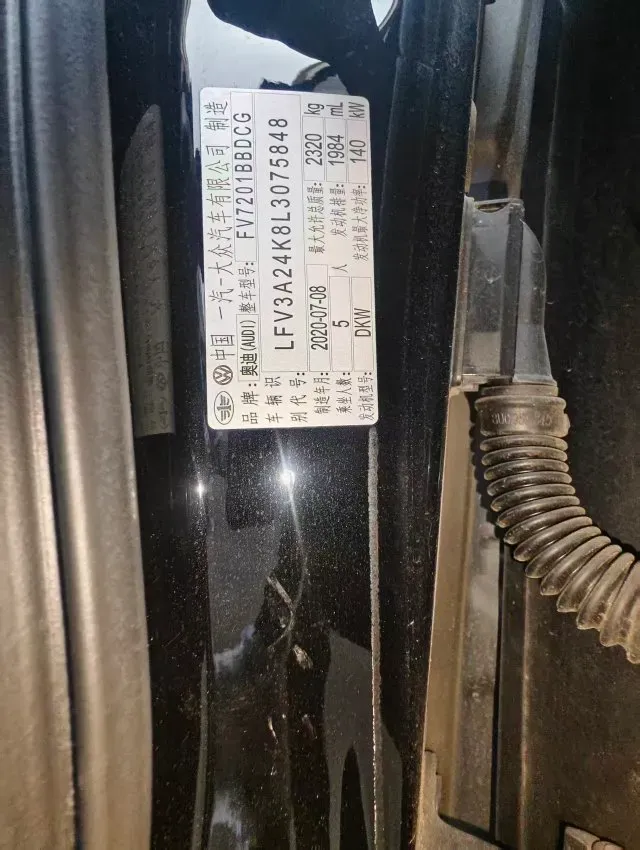 中国 一汽-大众汽车有限公司 制造
品牌: 奥迪(AUDI) 整车型号: FV7201BBDCG
车辆识别代号: LFV3A24K8L3075848
制造年月: 2020-07-08 最大允许总质量: 2320 kg
乘坐人数: 5 人 发动机排量: 1984 mL
发动机型号: DKW 发动机最大净功率: 140 kW